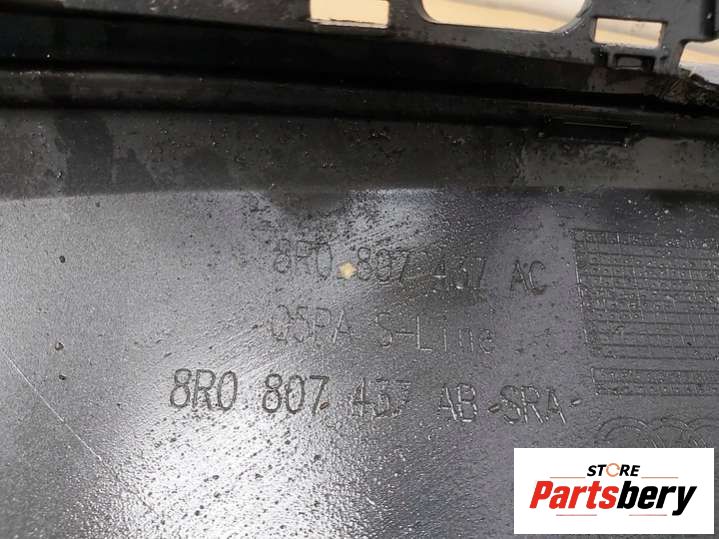 8R0 807 437 AC
Q5PA S-Line
8R0 807 437 AB -SRA-
STORE
Partsbery